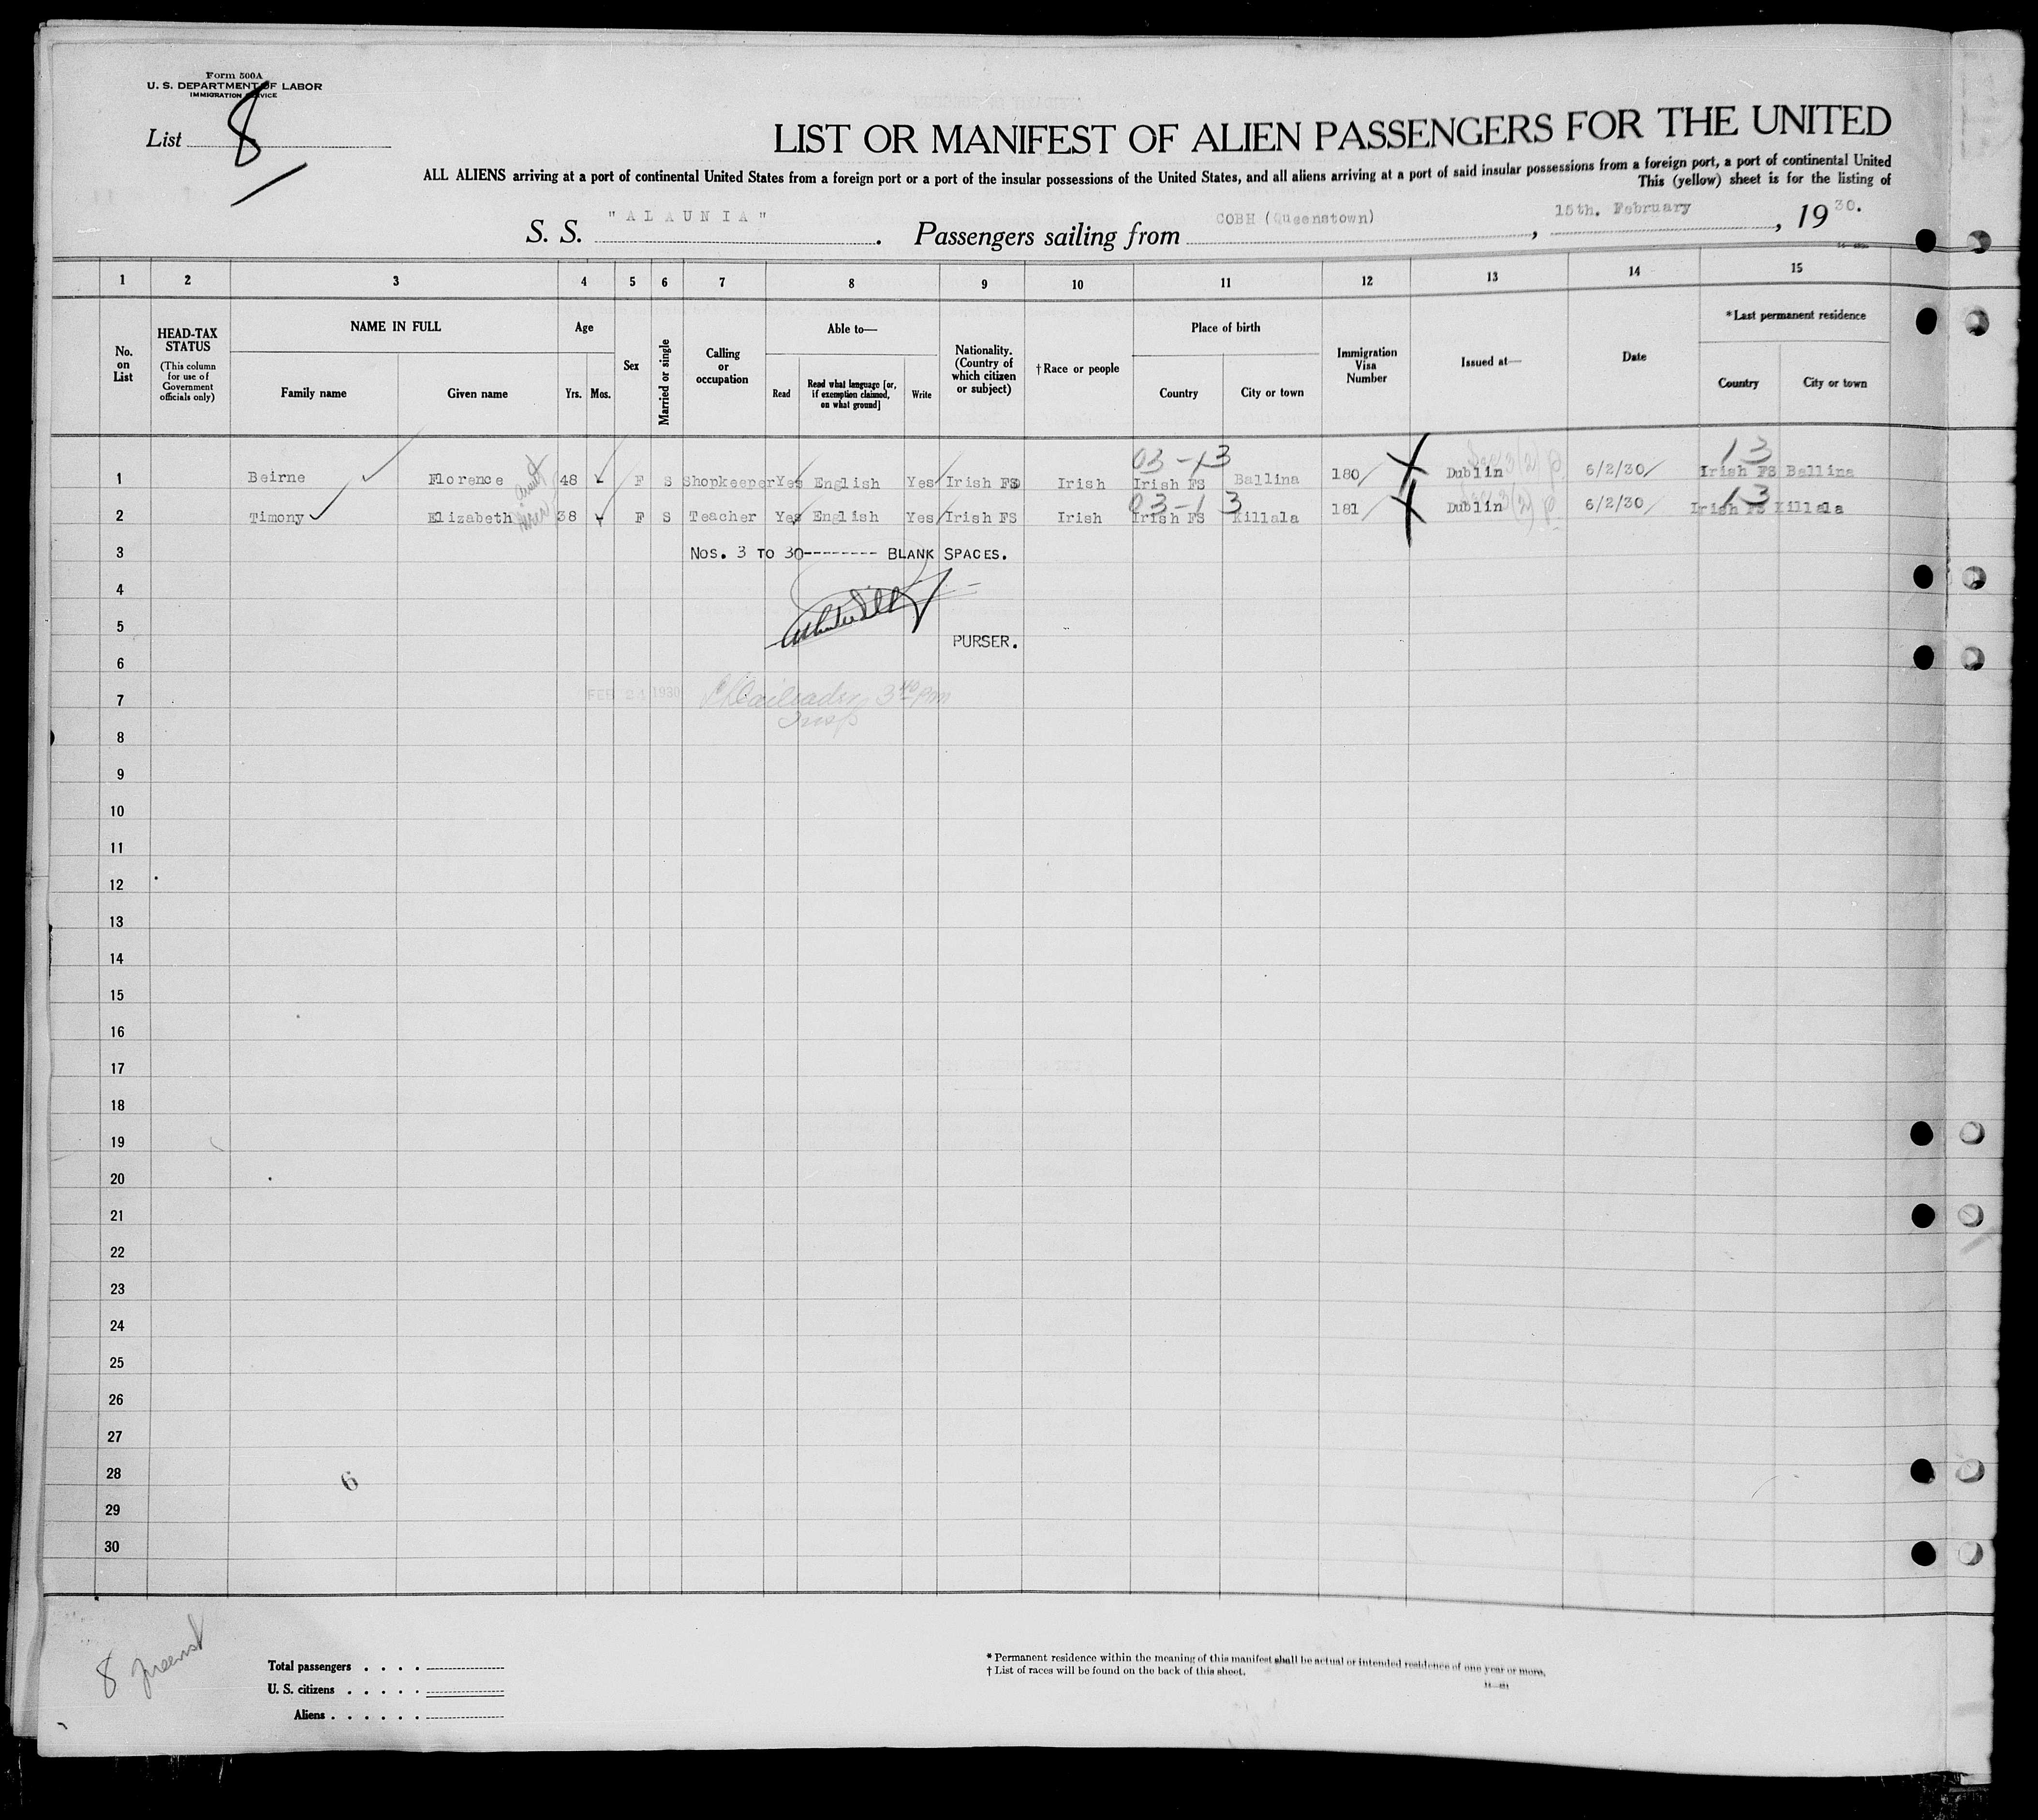 Form 500A
U. S. DEPARTMENT OF LABOR
IMMIGRATION SERVICE
List 8
LIST OR MANIFEST OF ALIEN PASSENGERS FOR THE UNITED
ALL ALIENS arriving at a port of continental United States from a foreign port or a port of the insular possessions of the United States, and all aliens arriving at a port of said insular possessions from a foreign port, a port of continental United
This (yellow) sheet is for the listing of
S. S. "ALAUNIA". Passengers sailing from COBH (Queenstown), 15th. February, 1930.
1 2 3 4 5 6 7 8 9 10 11 12 13 14 15
No. on List
HEAD-TAX STATUS
(This column for use of Government officials only)
NAME IN FULL
Family name
Given name
Age
Yrs. Mos.
Sex
Married or single
Calling or occupation
Able to—
Read
Read what language [or, if exemption claimed, on what ground]
Write
Nationality. (Country of which citizen or subject)
†Race or people
Place of birth
Country
City or town
Immigration Visa Number
Issued at—
Date
*Last permanent residence
Country
City or town
03-13 13
1 Beirne Florence aunt 48 F S Shopkeeper Yes English Yes Irish FS Irish Irish FS Ballina 180 Dublin 6/2/30 Irish FS Ballina
03-13 13
2 Timony Elizabeth niece 38 F S Teacher Yes English Yes Irish FS Irish Irish FS Killala 181 Dublin 6/2/30 Irish FS Killala
3 Nos. 3 TO 30-------- BLANK SPACES.
4
5 PURSER.
6
7 FEB 24 1930 3 40 pm
Insp
8
9
10
11
12
13
14
15
16
17
18
19
20
21
22
23
24
25
26
27
28 6
29
30
8
Total passengers . . . .
U. S. citizens . . . . .
Aliens . . . . . .
* Permanent residence within the meaning of this manifest shall be actual or intended residence of one year or more.
† List of races will be found on the back of this sheet.